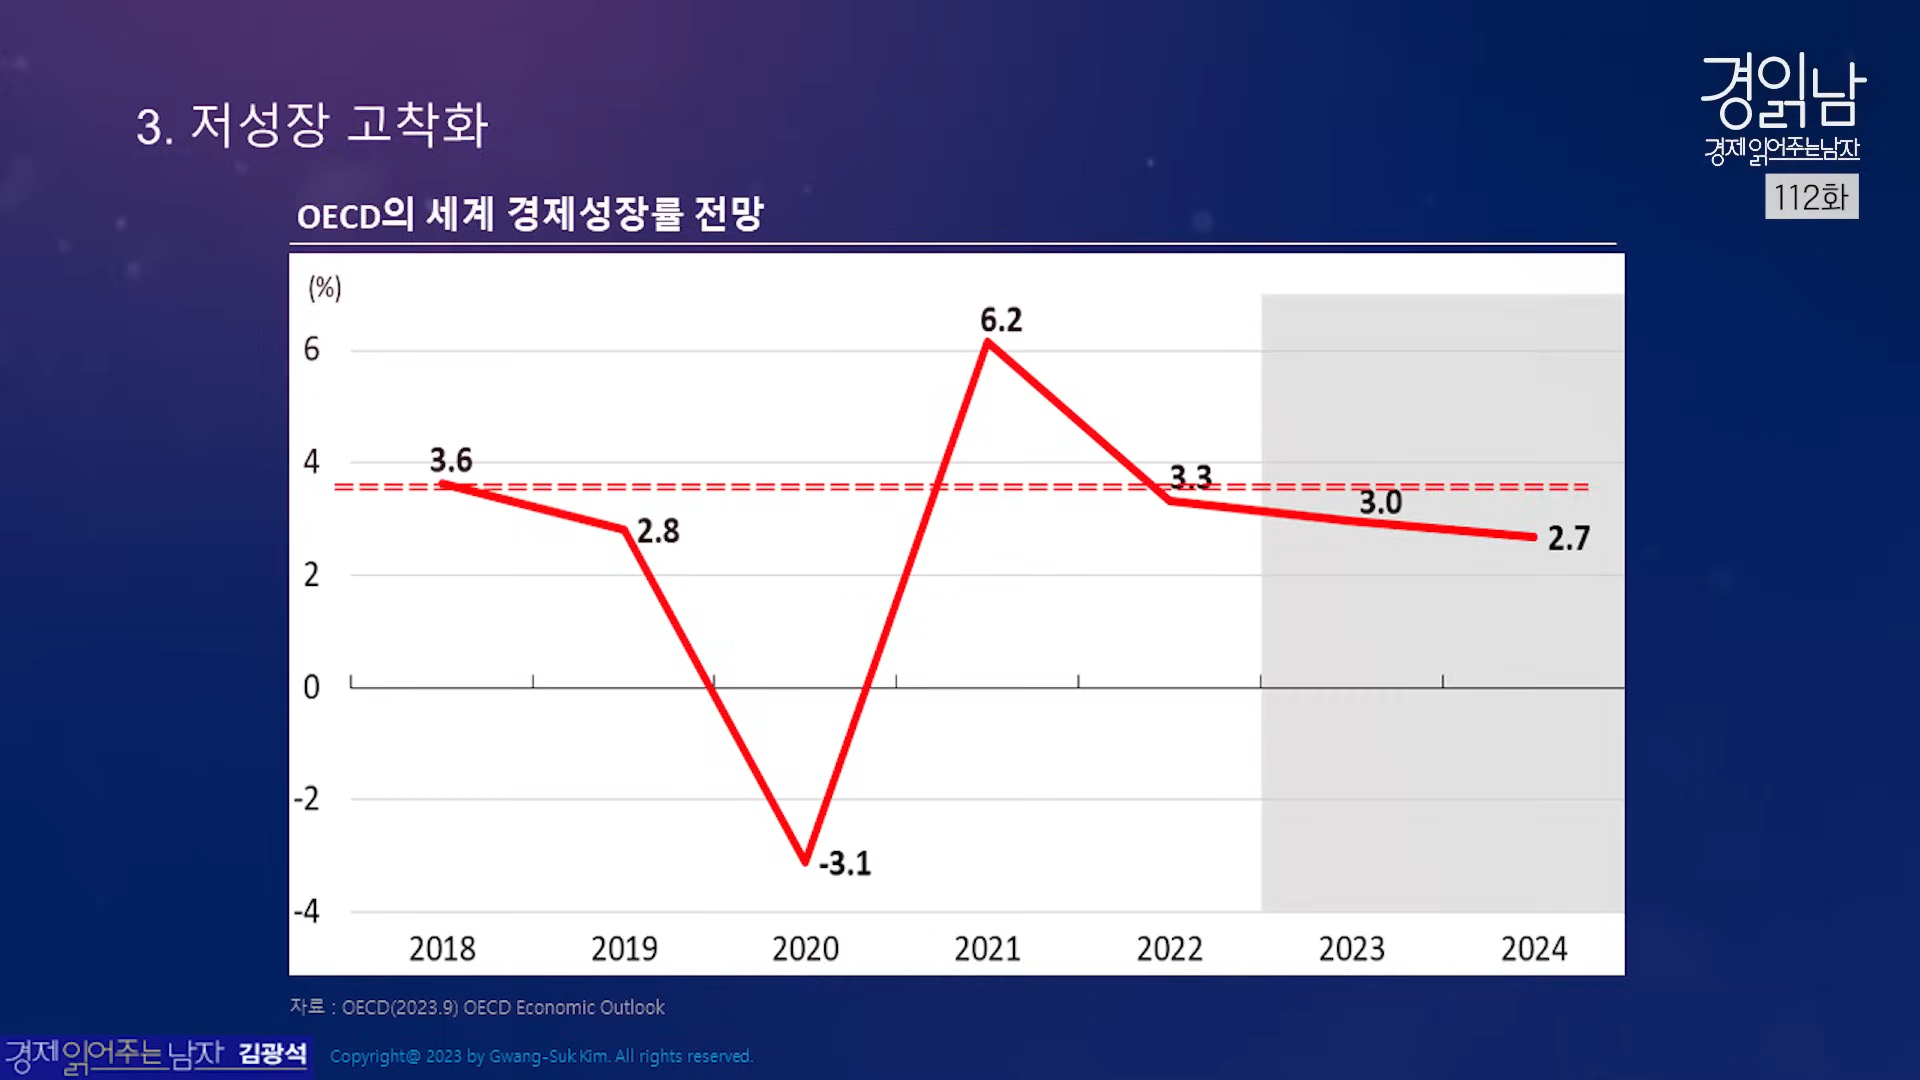 경읽남
경제읽어주는남자
112화
3. 저성장 고착화
OECD의 세계 경제성장률 전망
(%)
6
4
2
0
-2
-4
3.6
2.8
-3.1
6.2
3.3
3.0
2.7
2018 2019 2020 2021 2022 2023 2024
자료 : OECD(2023.9) OECD Economic Outlook
경제읽어주는남자 김광석 Copyright@ 2023 by Gwang-Suk Kim. All rights reserved.